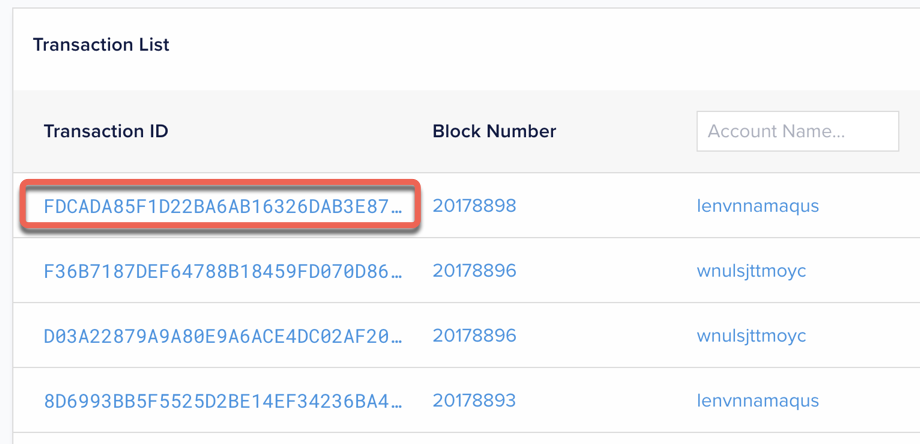 Transaction List
Transaction ID Block Number Account Name...
FDCADA85F1D22BA6AB16326DAB3E87… 20178898 lenvnnamaqus
F36B7187DEF64788B18459FD070D86… 20178896 wnulsjttmoyc
D03A22879A9A80E9A6ACE4DC02AF20… 20178896 wnulsjttmoyc
8D6993BB5F5525D2BE14EF34236BA4… 20178893 lenvnnamaqus